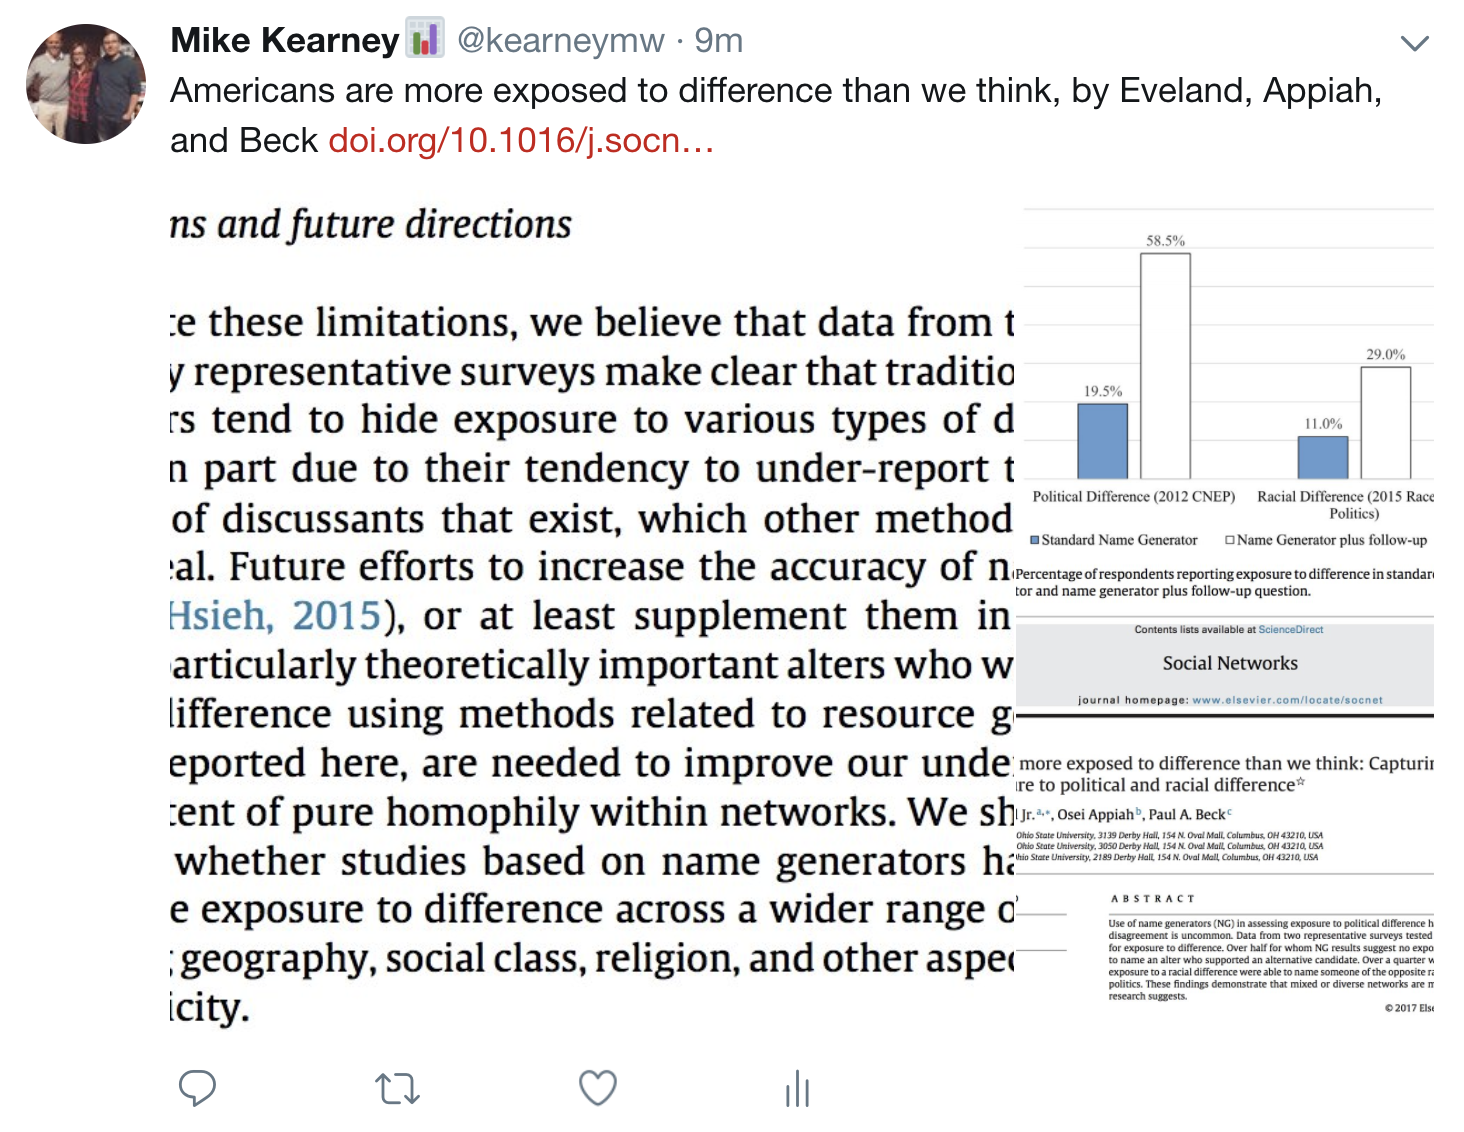 Mike Kearney @kearneymw · 9m
Americans are more exposed to difference than we think, by Eveland, Appiah,
and Beck doi.org/10.1016/j.socn…
ns and future directions
te these limitations, we believe that data from t
y representative surveys make clear that traditio
rs tend to hide exposure to various types of d
n part due to their tendency to under-report t
of discussants that exist, which other method
eal. Future efforts to increase the accuracy of n
Hsieh, 2015), or at least supplement them in
articularly theoretically important alters who w
lifference using methods related to resource g
eported here, are needed to improve our unde
tent of pure homophily within networks. We sh
whether studies based on name generators ha
e exposure to difference across a wider range o
geography, social class, religion, and other aspec
icity.
58.5%
29.0%
19.5%
11.0%
Political Difference (2012 CNEP)
Racial Difference (2015 Race
Politics)
Standard Name Generator
Name Generator plus follow-up
Percentage of respondents reporting exposure to difference in standar
tor and name generator plus follow-up question.
Contents lists available at ScienceDirect
Social Networks
journal homepage: www.elsevier.com/locate/socnet
more exposed to difference than we think: Capturin
re to political and racial difference☆
l Jr.a,*, Osei Appiah b, Paul A. Beck c
Ohio State University, 3139 Derby Hall, 154 N. Oval Mall, Columbus, OH 43210, USA
Ohio State University, 3050 Derby Hall, 154 N. Oval Mall, Columbus, OH 43210, USA
hio State University, 2189 Derby Hall, 154 N. Oval Mall, Columbus, OH 43210, USA
ABSTRACT
Use of name generators (NG) in assessing exposure to political difference h
disagreement is uncommon. Data from two representative surveys tested
for exposure to difference. Over half for whom NG results suggest no expo
to name an alter who supported an alternative candidate. Over a quarter w
exposure to a racial difference were able to name someone of the opposite ra
politics. These findings demonstrate that mixed or diverse networks are m
research suggests.
© 2017 Else